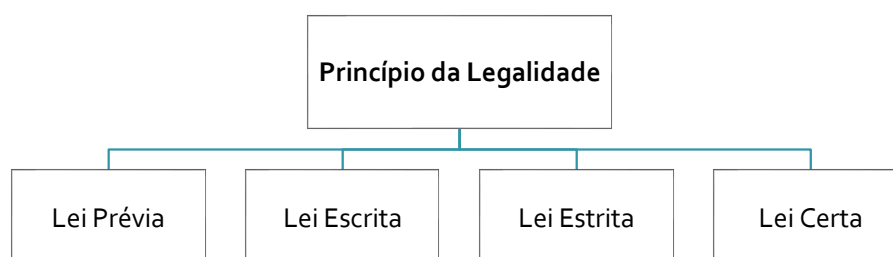 Princípio da Legalidade
Lei Prévia
Lei Escrita
Lei Estrita
Lei Certa